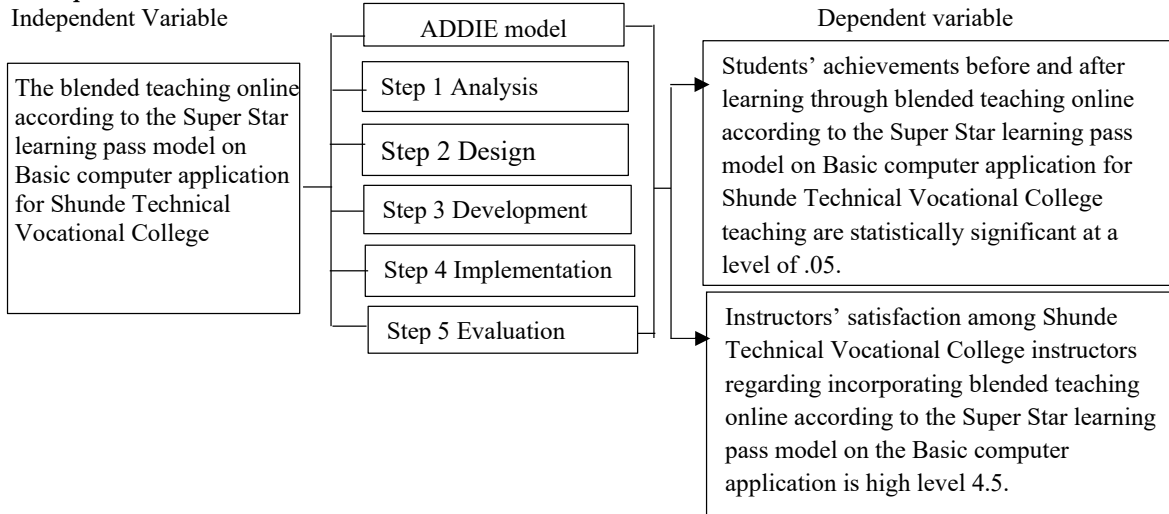 Independent Variable
Dependent variable
The blended teaching online
according to the Super Star
learning pass model on
Basic computer application
for Shunde Technical
Vocational College
ADDIE model
Step 1 Analysis
Step 2 Design
Step 3 Development
Step 4 Implementation
Step 5 Evaluation
Students’ achievements before and after
learning through blended teaching online
according to the Super Star learning pass
model on Basic computer application for
Shunde Technical Vocational College
teaching are statistically significant at a
level of .05.
Instructors’ satisfaction among Shunde
Technical Vocational College instructors
regarding incorporating blended teaching
online according to the Super Star learning
pass model on the Basic computer
application is high level 4.5.